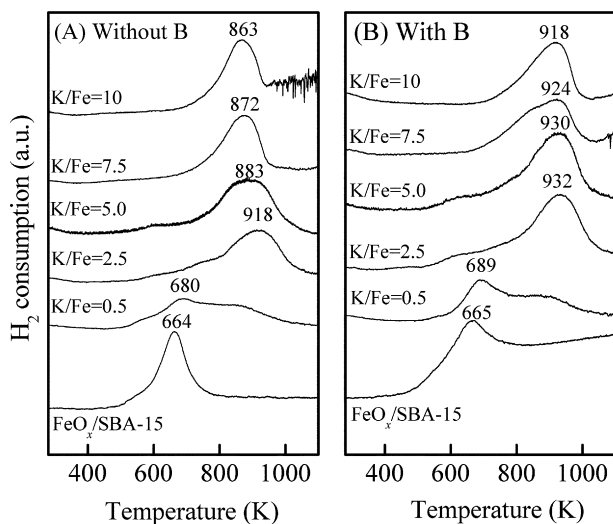 (A) Without B
863
K/Fe=10
872
K/Fe=7.5
883
K/Fe=5.0
918
K/Fe=2.5
680
K/Fe=0.5
664
FeOₓ/SBA-15
400 600 800 1000
Temperature (K)
H₂ consumption (a.u.)
(B) With B
918
K/Fe=10
924
K/Fe=7.5
930
K/Fe=5.0
932
K/Fe=2.5
689
K/Fe=0.5
665
FeOₓ/SBA-15
400 600 800 1000
Temperature (K)